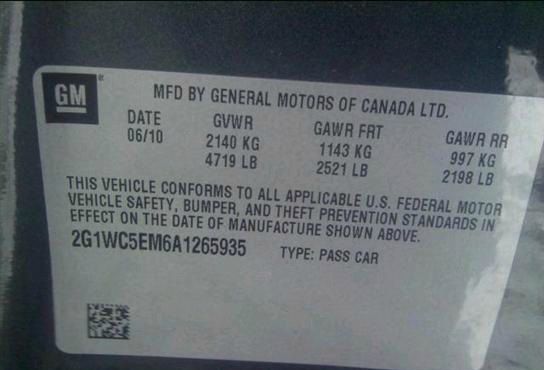 GM
MFD BY GENERAL MOTORS OF CANADA LTD.
DATE GVWR GAWR FRT GAWR RR
06/10 2140 KG 1143 KG 997 KG
4719 LB 2521 LB 2198 LB
THIS VEHICLE CONFORMS TO ALL APPLICABLE U.S. FEDERAL MOTOR
VEHICLE SAFETY, BUMPER, AND THEFT PREVENTION STANDARDS IN
EFFECT ON THE DATE OF MANUFACTURE SHOWN ABOVE.
2G1WC5EM6A1265935 TYPE: PASS CAR